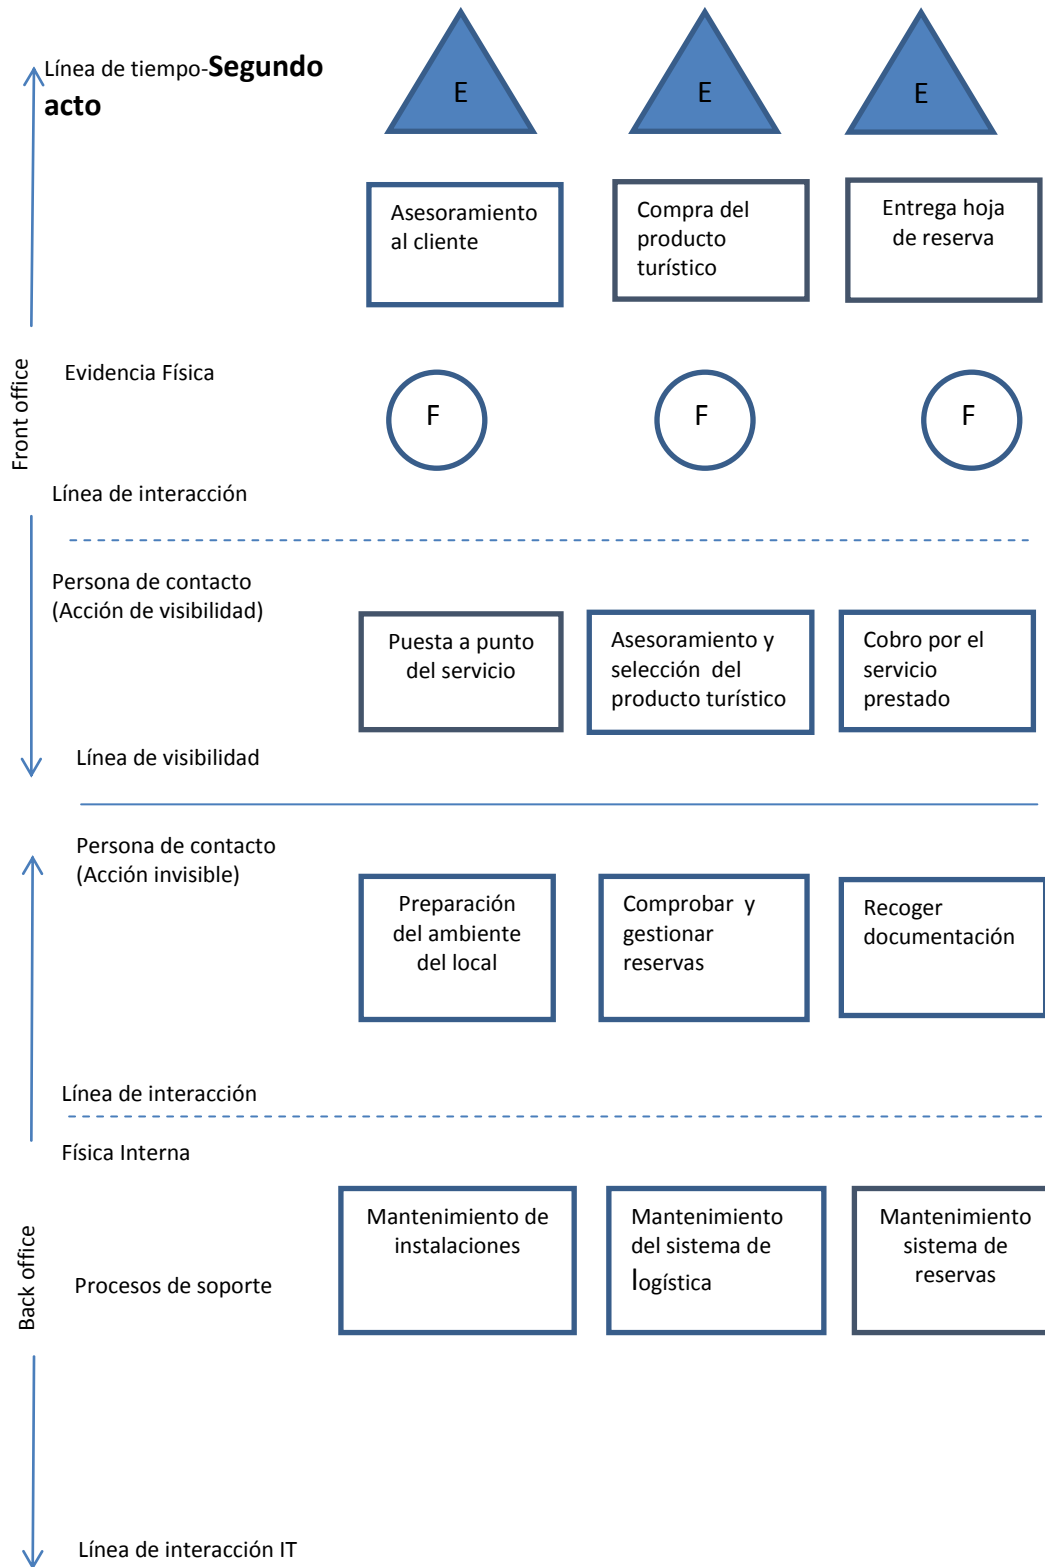 Línea de tiempo-Segundo
acto
E
E
E
Asesoramiento
al cliente
Compra del
producto
turístico
Entrega hoja
de reserva
Front office
Evidencia Física
F
F
F
Línea de interacción
Persona de contacto
(Acción de visibilidad)
Puesta a punto
del servicio
Asesoramiento y
selección del
producto turístico
Cobro por el
servicio
prestado
Línea de visibilidad
Persona de contacto
(Acción invisible)
Preparación
del ambiente
del local
Comprobar y
gestionar
reservas
Recoger
documentación
Línea de interacción
Física Interna
Back office
Procesos de soporte
Mantenimiento de
instalaciones
Mantenimiento
del sistema de
logística
Mantenimiento
sistema de
reservas
Línea de interacción IT